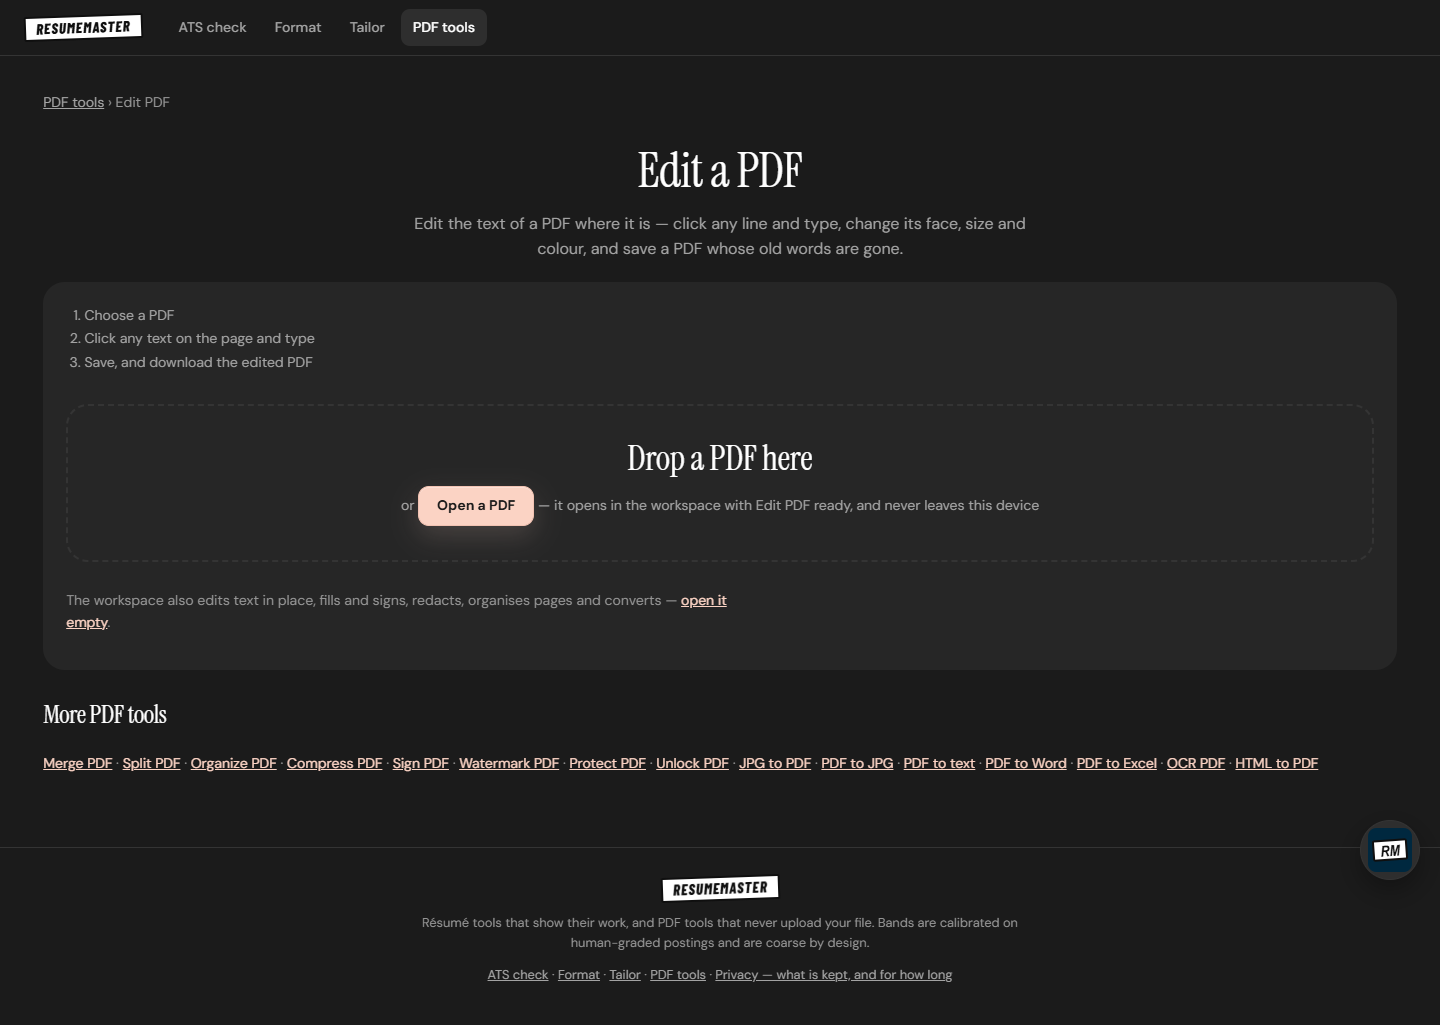 RESUMEMASTER ATS check Format Tailor PDF tools
PDF tools › Edit PDF
Edit a PDF
Edit the text of a PDF where it is — click any line and type, change its face, size and
colour, and save a PDF whose old words are gone.
1. Choose a PDF
2. Click any text on the page and type
3. Save, and download the edited PDF
Drop a PDF here
or Open a PDF — it opens in the workspace with Edit PDF ready, and never leaves this device
The workspace also edits text in place, fills and signs, redacts, organises pages and converts — open it
empty.
More PDF tools
Merge PDF · Split PDF · Organize PDF · Compress PDF · Sign PDF · Watermark PDF · Protect PDF · Unlock PDF · JPG to PDF · PDF to JPG · PDF to text · PDF to Word · PDF to Excel · OCR PDF · HTML to PDF
RM
RESUMEMASTER
Résumé tools that show their work, and PDF tools that never upload your file. Bands are calibrated on
human-graded postings and are coarse by design.
ATS check · Format · Tailor · PDF tools · Privacy — what is kept, and for how long